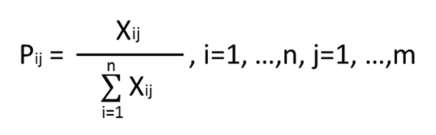 Pij = Xij / n∑i=1 Xij , i=1, ...,n, j=1, ...,m